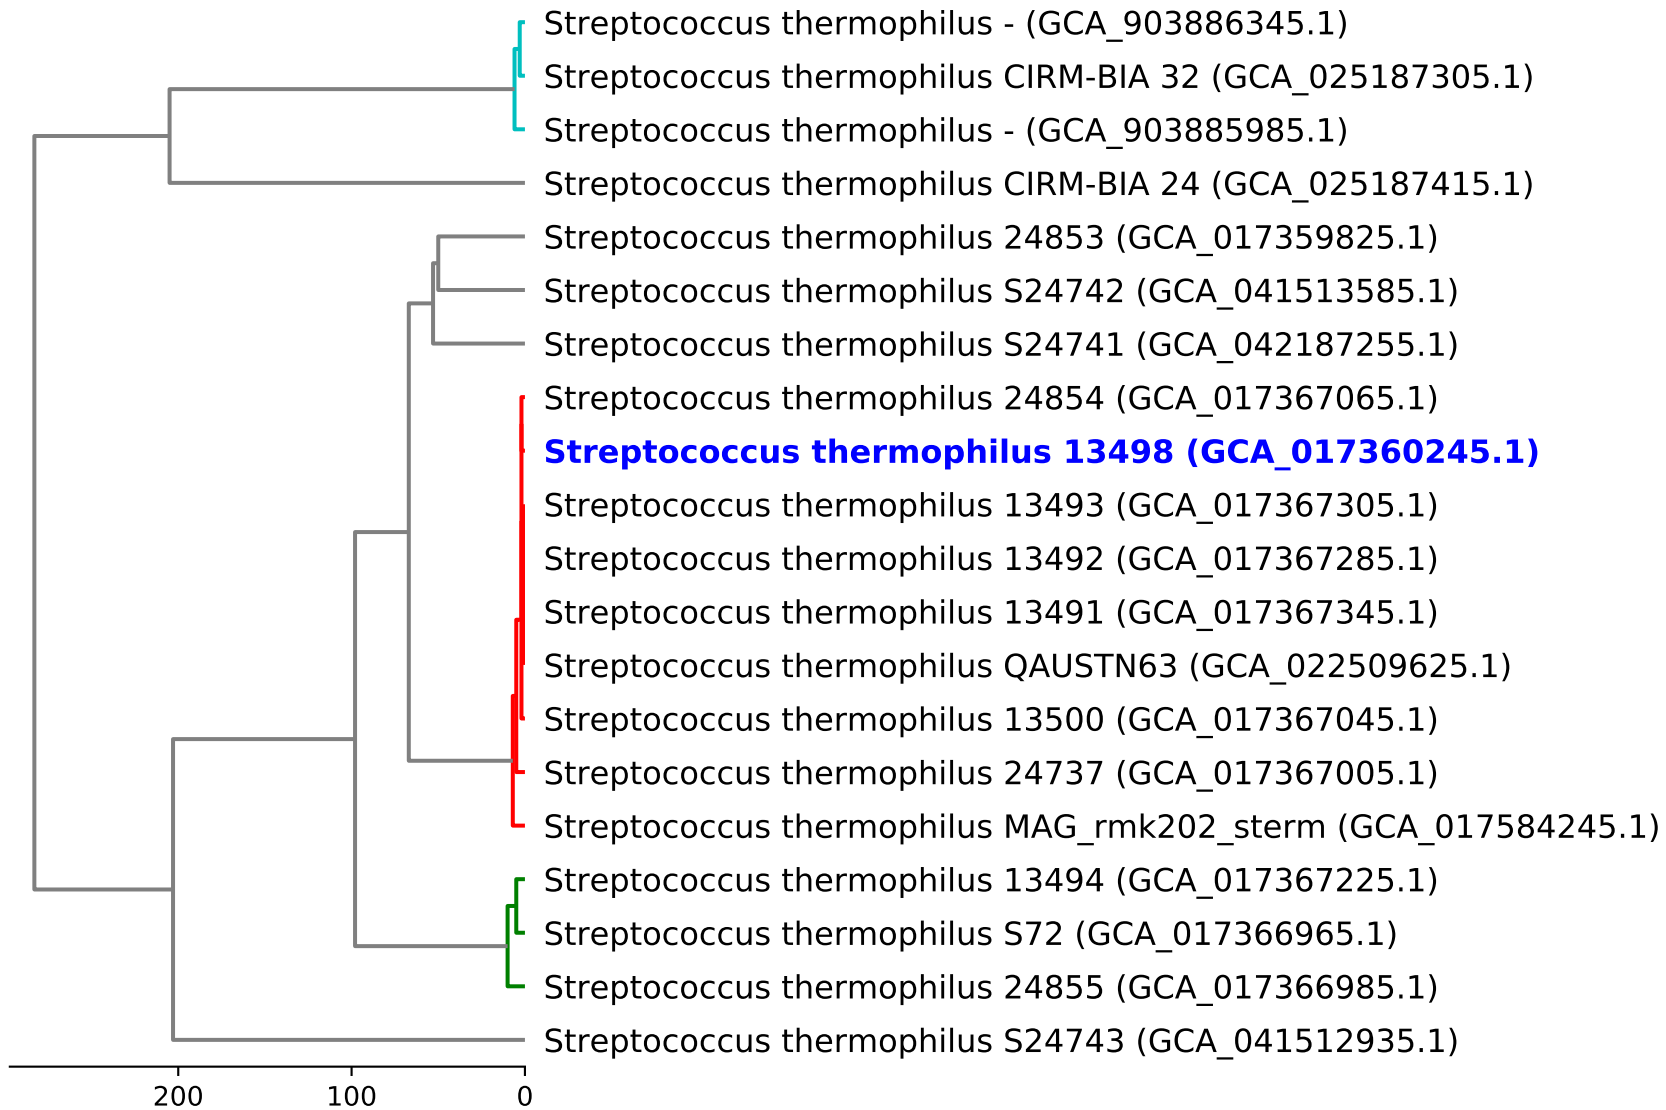 Streptococcus thermophilus - (GCA_903886345.1)
Streptococcus thermophilus CIRM-BIA 32 (GCA_025187305.1)
Streptococcus thermophilus - (GCA_903885985.1)
Streptococcus thermophilus CIRM-BIA 24 (GCA_025187415.1)
Streptococcus thermophilus 24853 (GCA_017359825.1)
Streptococcus thermophilus S24742 (GCA_041513585.1)
Streptococcus thermophilus S24741 (GCA_042187255.1)
Streptococcus thermophilus 24854 (GCA_017367065.1)
Streptococcus thermophilus 13498 (GCA_017360245.1)
Streptococcus thermophilus 13493 (GCA_017367305.1)
Streptococcus thermophilus 13492 (GCA_017367285.1)
Streptococcus thermophilus 13491 (GCA_017367345.1)
Streptococcus thermophilus QAUSTN63 (GCA_022509625.1)
Streptococcus thermophilus 13500 (GCA_017367045.1)
Streptococcus thermophilus 24737 (GCA_017367005.1)
Streptococcus thermophilus MAG_rmk202_sterm (GCA_017584245.1)
Streptococcus thermophilus 13494 (GCA_017367225.1)
Streptococcus thermophilus S72 (GCA_017366965.1)
Streptococcus thermophilus 24855 (GCA_017366985.1)
Streptococcus thermophilus S24743 (GCA_041512935.1)
200 100 0